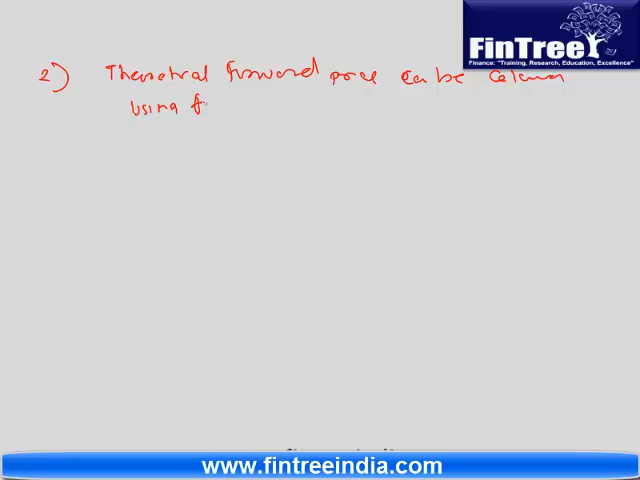 FinTree
Finance: "Training, Research, Education, Excellence"
2) Theoretical forward price can be
using f
www.fintreeindia.com